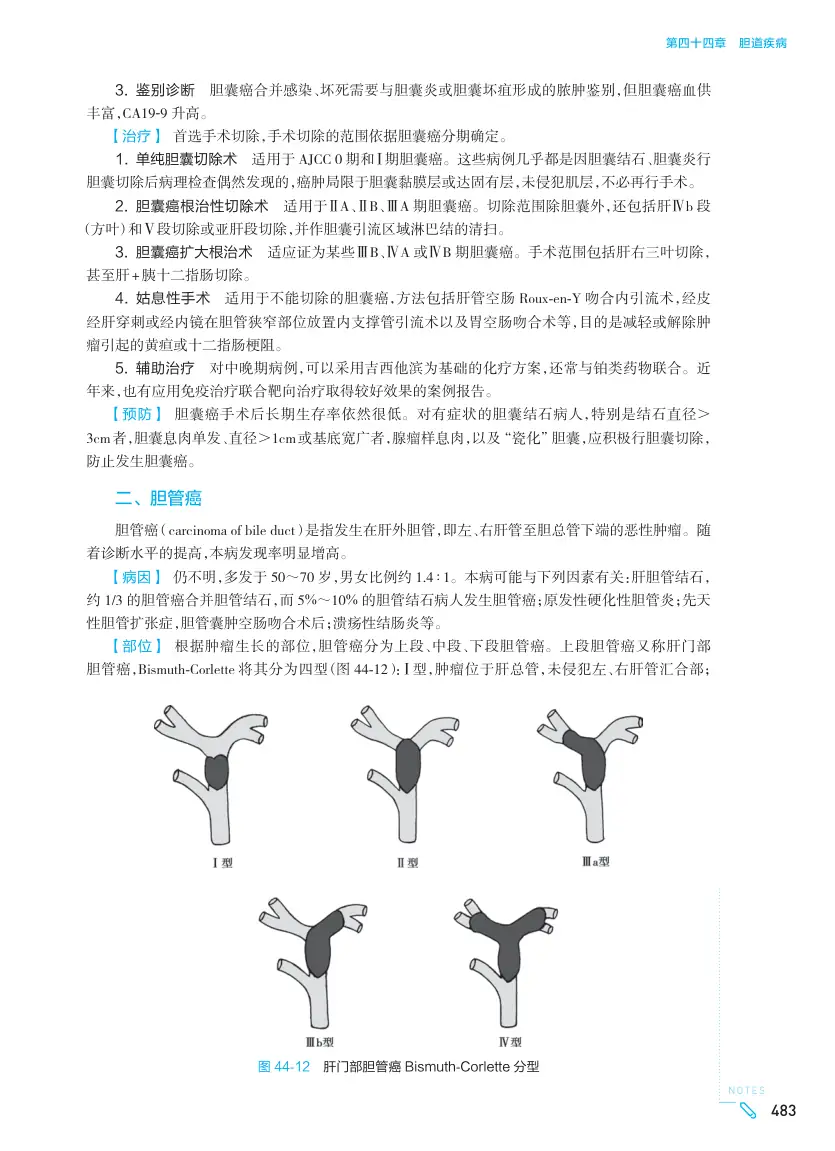 第四十四章 胆道疾病
3. 鉴别诊断 胆囊癌合并感染、坏死需要与胆囊炎或胆囊坏疽形成的脓肿鉴别,但胆囊癌血供
丰富,CA19-9 升高。
【治疗】 首选手术切除,手术切除的范围依据胆囊癌分期确定。
1. 单纯胆囊切除术 适用于 AJCC 0 期和Ⅰ期胆囊癌。这些病例几乎都是因胆囊结石、胆囊炎行
胆囊切除后病理检查偶然发现的,癌肿局限于胆囊黏膜层或达固有层,未侵犯肌层,不必再行手术。
2. 胆囊癌根治性切除术 适用于ⅡA、ⅡB、ⅢA 期胆囊癌。切除范围除胆囊外,还包括肝Ⅳb 段
(方叶)和Ⅴ段切除或亚肝段切除,并作胆囊引流区域淋巴结的清扫。
3. 胆囊癌扩大根治术 适应证为某些ⅢB、ⅣA 或ⅣB 期胆囊癌。手术范围包括肝右三叶切除,
甚至肝+胰十二指肠切除。
4. 姑息性手术 适用于不能切除的胆囊癌,方法包括肝管空肠 Roux-en-Y 吻合内引流术,经皮
经肝穿刺或经内镜在胆管狭窄部位放置内支撑管引流术以及胃空肠吻合术等,目的是减轻或解除肿
瘤引起的黄疸或十二指肠梗阻。
5. 辅助治疗 对中晚期病例,可以采用吉西他滨为基础的化疗方案,还常与铂类药物联合。近
年来,也有应用免疫治疗联合靶向治疗取得较好效果的案例报告。
【预防】 胆囊癌手术后长期生存率依然很低。对有症状的胆囊结石病人,特别是结石直径>
3cm者,胆囊息肉单发、直径>1cm或基底宽广者,腺瘤样息肉,以及“瓷化”胆囊,应积极行胆囊切除,
防止发生胆囊癌。
二、胆管癌
胆管癌(carcinoma of bile duct)是指发生在肝外胆管,即左、右肝管至胆总管下端的恶性肿瘤。随
着诊断水平的提高,本病发现率明显增高。
【病因】 仍不明,多发于 50~70 岁,男女比例约 1.4∶1。本病可能与下列因素有关:肝胆管结石,
约 1/3 的胆管癌合并胆管结石,而 5%~10% 的胆管结石病人发生胆管癌;原发性硬化性胆管炎;先天
性胆管扩张症,胆管囊肿空肠吻合术后;溃疡性结肠炎等。
【部位】 根据肿瘤生长的部位,胆管癌分为上段、中段、下段胆管癌。上段胆管癌又称肝门部
胆管癌,Bismuth-Corlette 将其分为四型(图 44-12):Ⅰ型,肿瘤位于肝总管,未侵犯左、右肝管汇合部;
Ⅰ型 Ⅱ型 Ⅲa型
Ⅲb型 Ⅳ型
图 44-12 肝门部胆管癌 Bismuth-Corlette 分型
NOTES
483